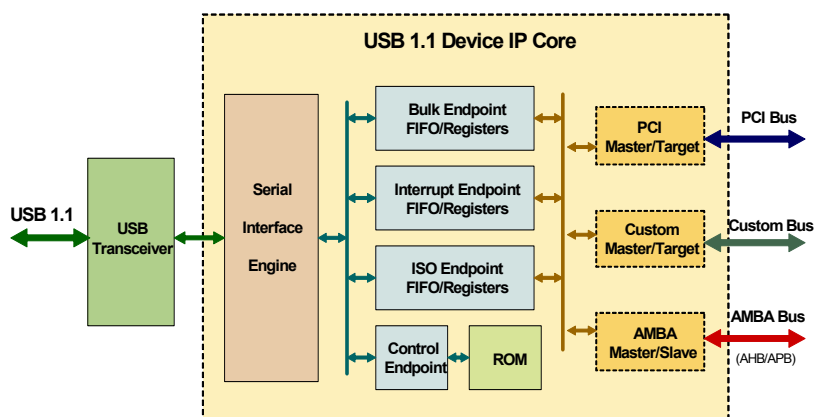 USB 1.1 Device IP Core
USB 1.1
USB
Transceiver
Serial
Interface
Engine
Bulk Endpoint
FIFO/Registers
Interrupt Endpoint
FIFO/Registers
ISO Endpoint
FIFO/Registers
Control
Endpoint
ROM
PCI
Master/Target
Custom
Master/Target
AMBA
Master/Slave
PCI Bus
Custom Bus
AMBA Bus
(AHB/APB)